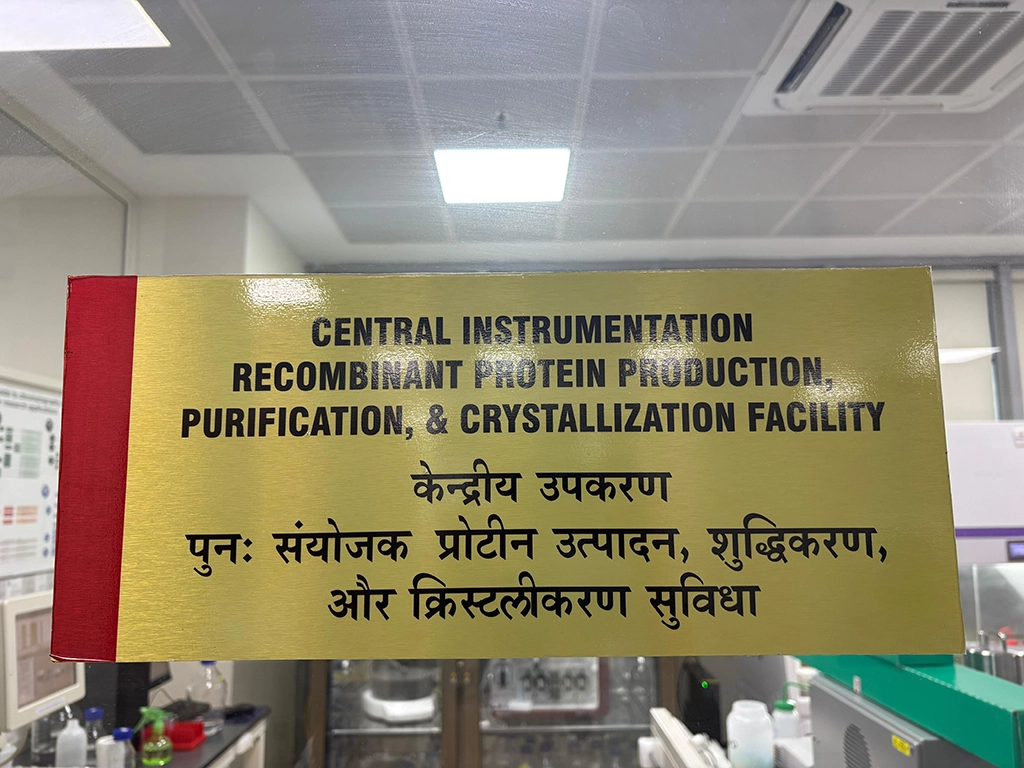 CENTRAL INSTRUMENTATION
RECOMBINANT PROTEIN PRODUCTION,
PURIFICATION, & CRYSTALLIZATION FACILITY
केन्द्रीय उपकरण
पुनः संयोजक प्रोटीन उत्पादन, शुद्धिकरण,
और क्रिस्टलीकरण सुविधा